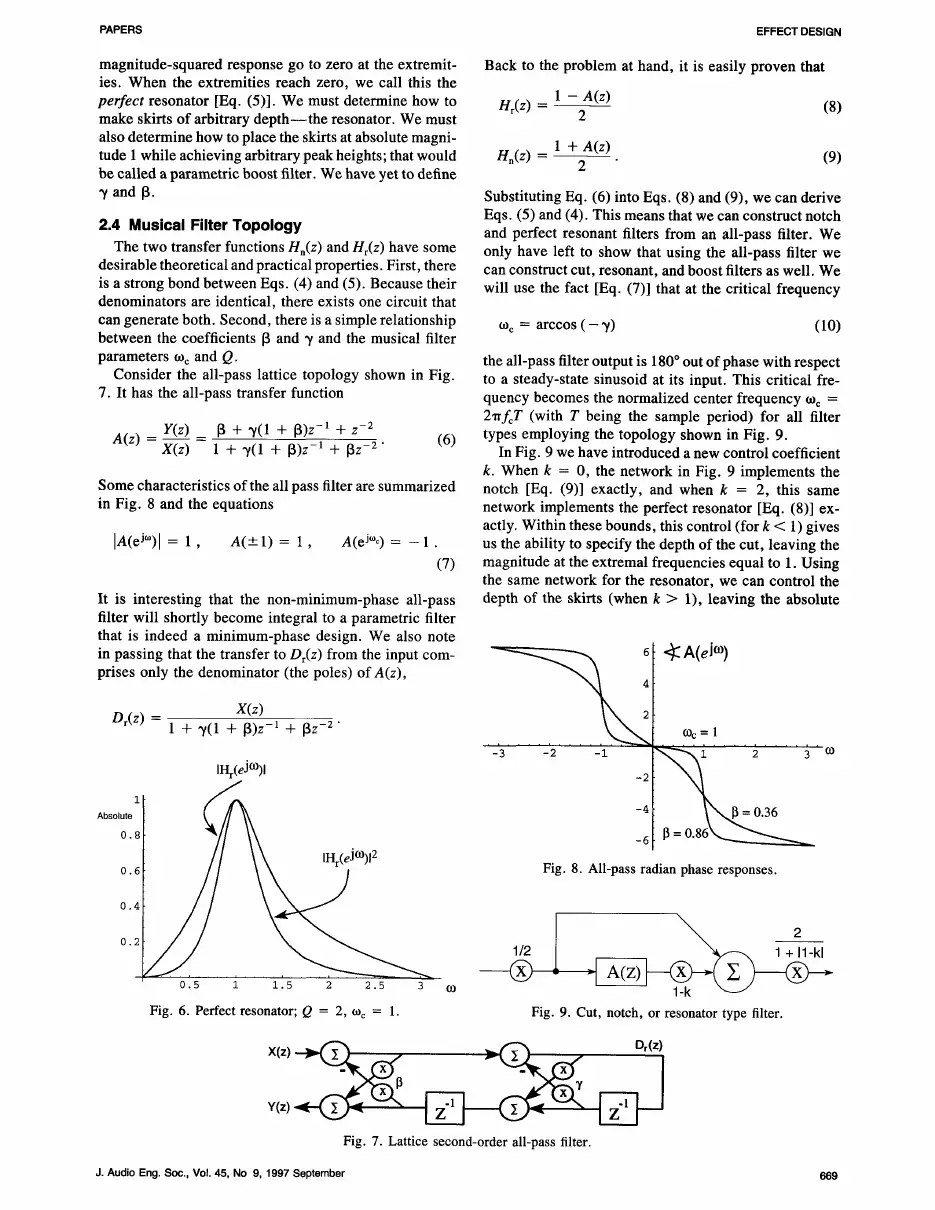 PAPERS
EFFECT DESIGN
magnitude-squared response go to zero at the extremit-
ies. When the extremities reach zero, we call this the
perfect resonator [Eq. (5)]. We must determine how to
make skirts of arbitrary depth—the resonator. We must
also determine how to place the skirts at absolute magni-
tude 1 while achieving arbitrary peak heights; that would
be called a parametric boost filter. We have yet to define
γ and β.
2.4 Musical Filter Topology
The two transfer functions Hn(z) and Hr(z) have some
desirable theoretical and practical properties. First, there
is a strong bond between Eqs. (4) and (5). Because their
denominators are identical, there exists one circuit that
can generate both. Second, there is a simple relationship
between the coefficients β and γ and the musical filter
parameters ωc and Q.
Consider the all-pass lattice topology shown in Fig.
7. It has the all-pass transfer function
A(z) = Y(z)/X(z) = (β + γ(1 + β)z⁻¹ + z⁻²)/(1 + γ(1 + β)z⁻¹ + βz⁻²). (6)
Some characteristics of the all pass filter are summarized
in Fig. 8 and the equations
|A(e^jω)| = 1 , A(±1) = 1 , A(e^jωc) = −1 .
(7)
It is interesting that the non-minimum-phase all-pass
filter will shortly become integral to a parametric filter
that is indeed a minimum-phase design. We also note
in passing that the transfer to Dr(z) from the input com-
prises only the denominator (the poles) of A(z),
Dr(z) = X(z)/(1 + γ(1 + β)z⁻¹ + βz⁻²).
|Hr(e^jω)|
1
Absolute
0.8
|Hr(e^jω)|²
0.6
0.4
0.2
0.5 1 1.5 2 2.5 3 ω
Fig. 6. Perfect resonator; Q = 2, ωc = 1.
Back to the problem at hand, it is easily proven that
Hr(z) = (1 − A(z))/2 (8)
Hn(z) = (1 + A(z))/2 . (9)
Substituting Eq. (6) into Eqs. (8) and (9), we can derive
Eqs. (5) and (4). This means that we can construct notch
and perfect resonant filters from an all-pass filter. We
only have left to show that using the all-pass filter we
can construct cut, resonant, and boost filters as well. We
will use the fact [Eq. (7)] that at the critical frequency
ωc = arccos (−γ) (10)
the all-pass filter output is 180° out of phase with respect
to a steady-state sinusoid at its input. This critical fre-
quency becomes the normalized center frequency ωc =
2πfcT (with T being the sample period) for all filter
types employing the topology shown in Fig. 9.
In Fig. 9 we have introduced a new control coefficient
k. When k = 0, the network in Fig. 9 implements the
notch [Eq. (9)] exactly, and when k = 2, this same
network implements the perfect resonator [Eq. (8)] ex-
actly. Within these bounds, this control (for k < 1) gives
us the ability to specify the depth of the cut, leaving the
magnitude at the extremal frequencies equal to 1. Using
the same network for the resonator, we can control the
depth of the skirts (when k > 1), leaving the absolute
6 ∢A(e^jω)
4
2
ωc = 1
-3 -2 -1 1 2 3 ω
-2
-4 β = 0.36
-6 β = 0.86
Fig. 8. All-pass radian phase responses.
1/2 X A(Z) X 1-k Σ X 2/(1 + |1-k|)
Fig. 9. Cut, notch, or resonator type filter.
X(z) Σ - X β X Σ - X γ X Dr(z)
Y(z) Σ Z⁻¹ Σ Z⁻¹
Fig. 7. Lattice second-order all-pass filter.
J. Audio Eng. Soc., Vol. 45, No 9, 1997 September
669